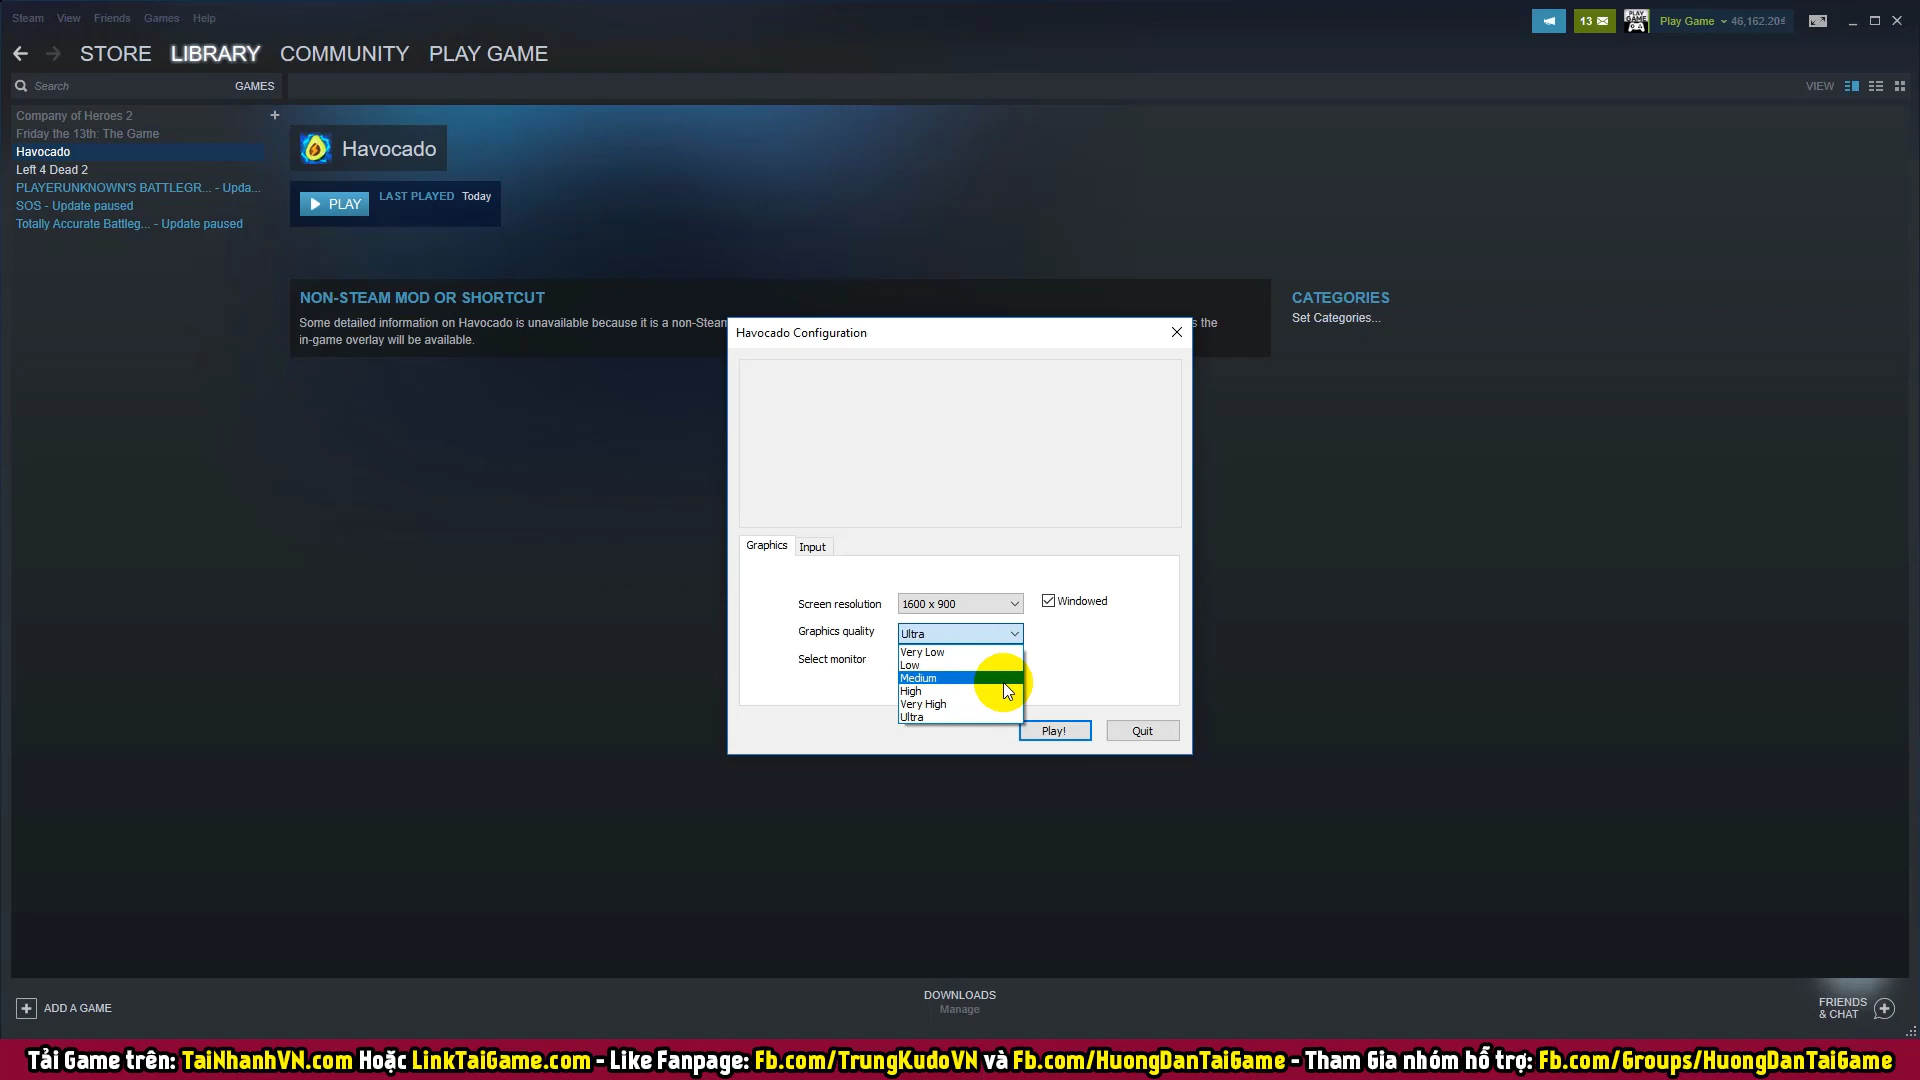 Steam View Friends Games Help
13
Play Game 46,162.20₫
STORE LIBRARY COMMUNITY PLAY GAME
Search GAMES
VIEW
Company of Heroes 2
Friday the 13th: The Game
Havocado
Left 4 Dead 2
PLAYERUNKNOWN'S BATTLEGR... - Upda...
SOS - Update paused
Totally Accurate Battleg... - Update paused
Havocado
PLAY LAST PLAYED Today
NON-STEAM MOD OR SHORTCUT
Some detailed information on Havocado is unavailable because it is a non-Steam s the
in-game overlay will be available.
CATEGORIES
Set Categories...
Havocado Configuration
Graphics Input
Screen resolution 1600 x 900 Windowed
Graphics quality Ultra
Select monitor
Very Low
Low
Medium
High
Very High
Ultra
Play! Quit
ADD A GAME
DOWNLOADS
Manage
FRIENDS
& CHAT
Tải Game trên: TaiNhanhVN.com Hoặc LinkTaiGame.com - Like Fanpage: Fb.com/TrungKudoVN và Fb.com/HuongDanTaiGame - Tham Gia nhóm hỗ trợ: Fb.com/Groups/HuongDanTaiGame